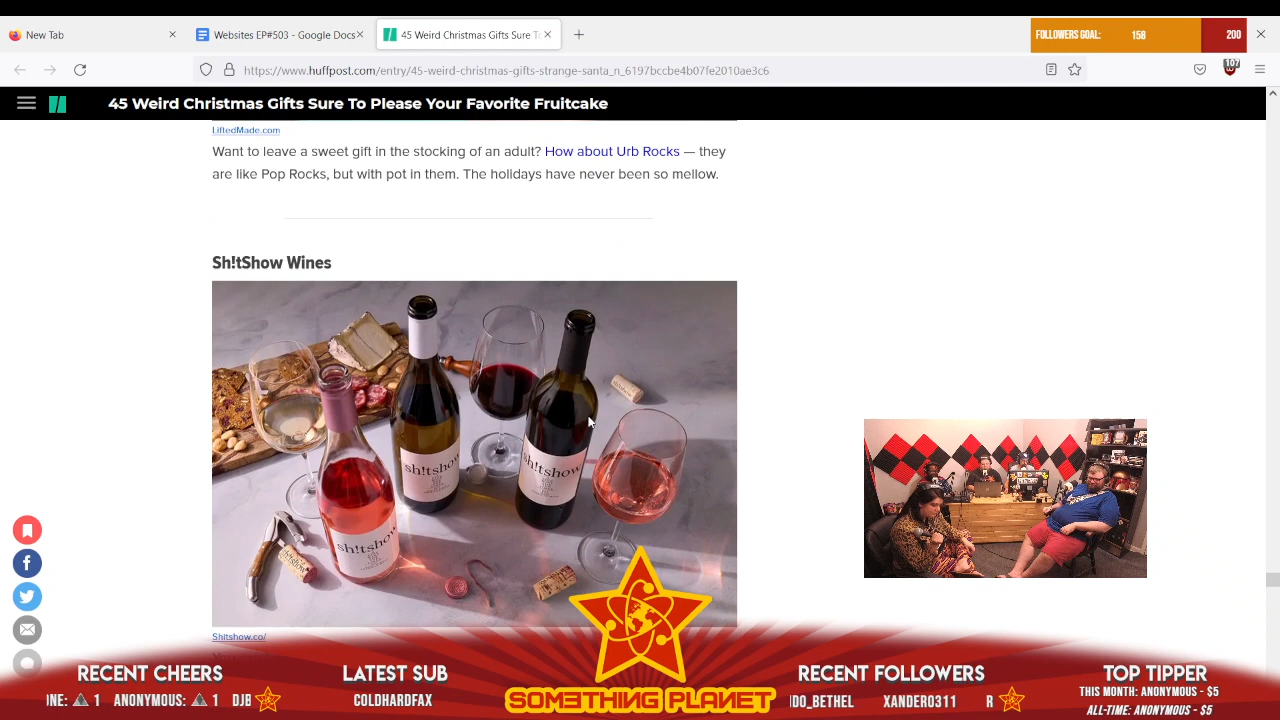 New Tab
Websites EP#503 - Google Docs
45 Weird Christmas Gifts Sure T
FOLLOWERS GOAL: 158 200
https://www.huffpost.com/entry/45-weird-christmas-gifts-strange-santa_n_6197bccbe4b07fe2010ae3c6
107
45 Weird Christmas Gifts Sure To Please Your Favorite Fruitcake
LiftedMade.com
Want to leave a sweet gift in the stocking of an adult? How about Urb Rocks — they
are like Pop Rocks, but with pot in them. The holidays have never been so mellow.
Sh!tShow Wines
sh!tshow
sh!tshow
sh!tshow
Shitshow.co/
RECENT CHEERS
LATEST SUB
RECENT FOLLOWERS
TOP TIPPER
INE: 1 ANONYMOUS: 1 DJB
COLDHARDFAX
SOMETHING PLANET
DO_BETHEL XANDER0311 R
THIS MONTH: ANONYMOUS - $5
ALL-TIME: ANONYMOUS - $5